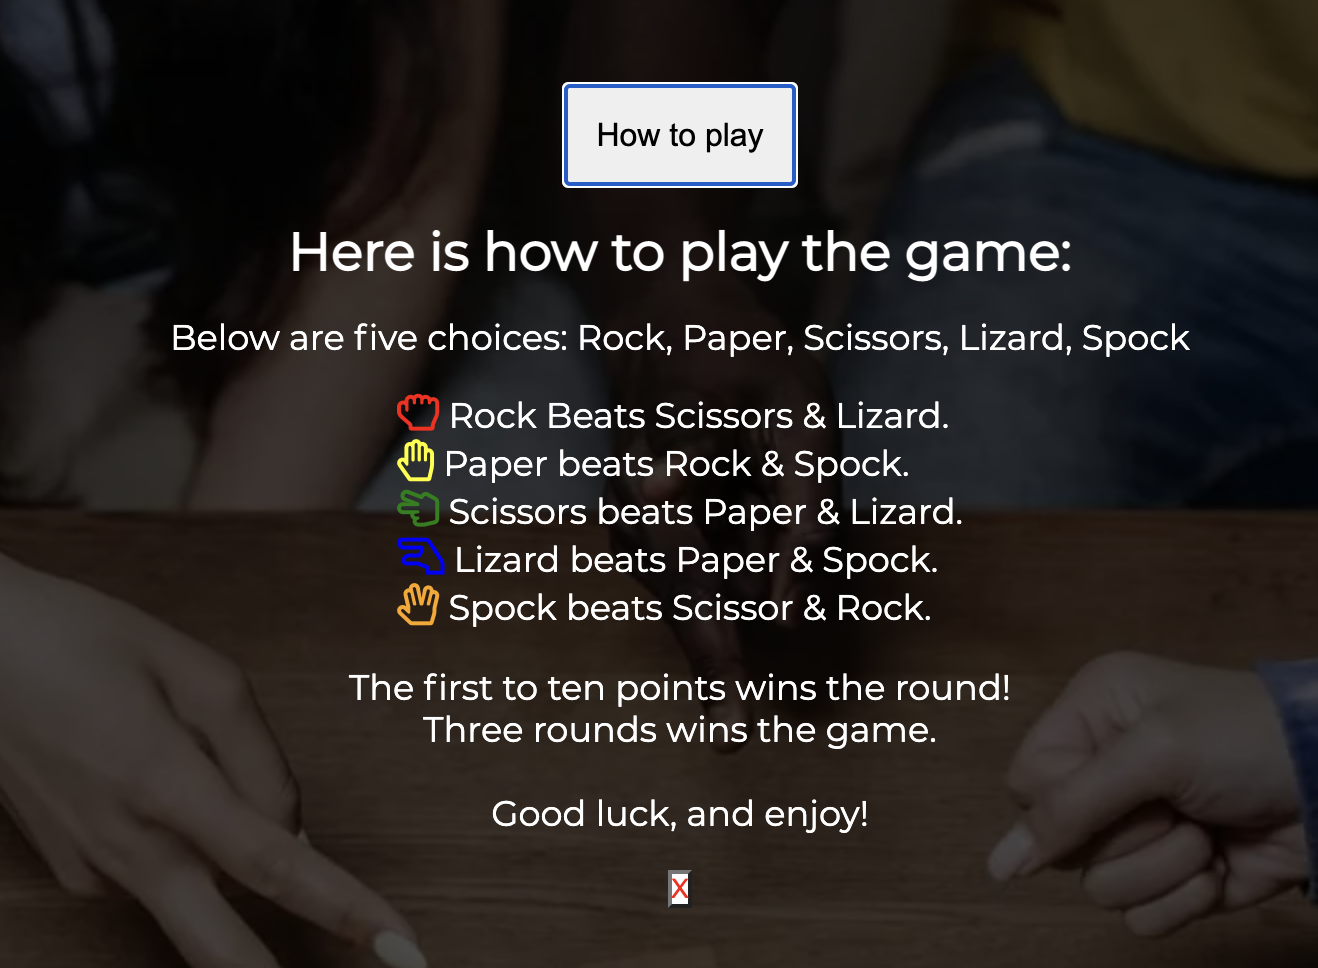 How to play
Here is how to play the game:
Below are five choices: Rock, Paper, Scissors, Lizard, Spock
Rock Beats Scissors & Lizard.
Paper beats Rock & Spock.
Scissors beats Paper & Lizard.
Lizard beats Paper & Spock.
Spock beats Scissor & Rock.
The first to ten points wins the round!
Three rounds wins the game.
Good luck, and enjoy!
X